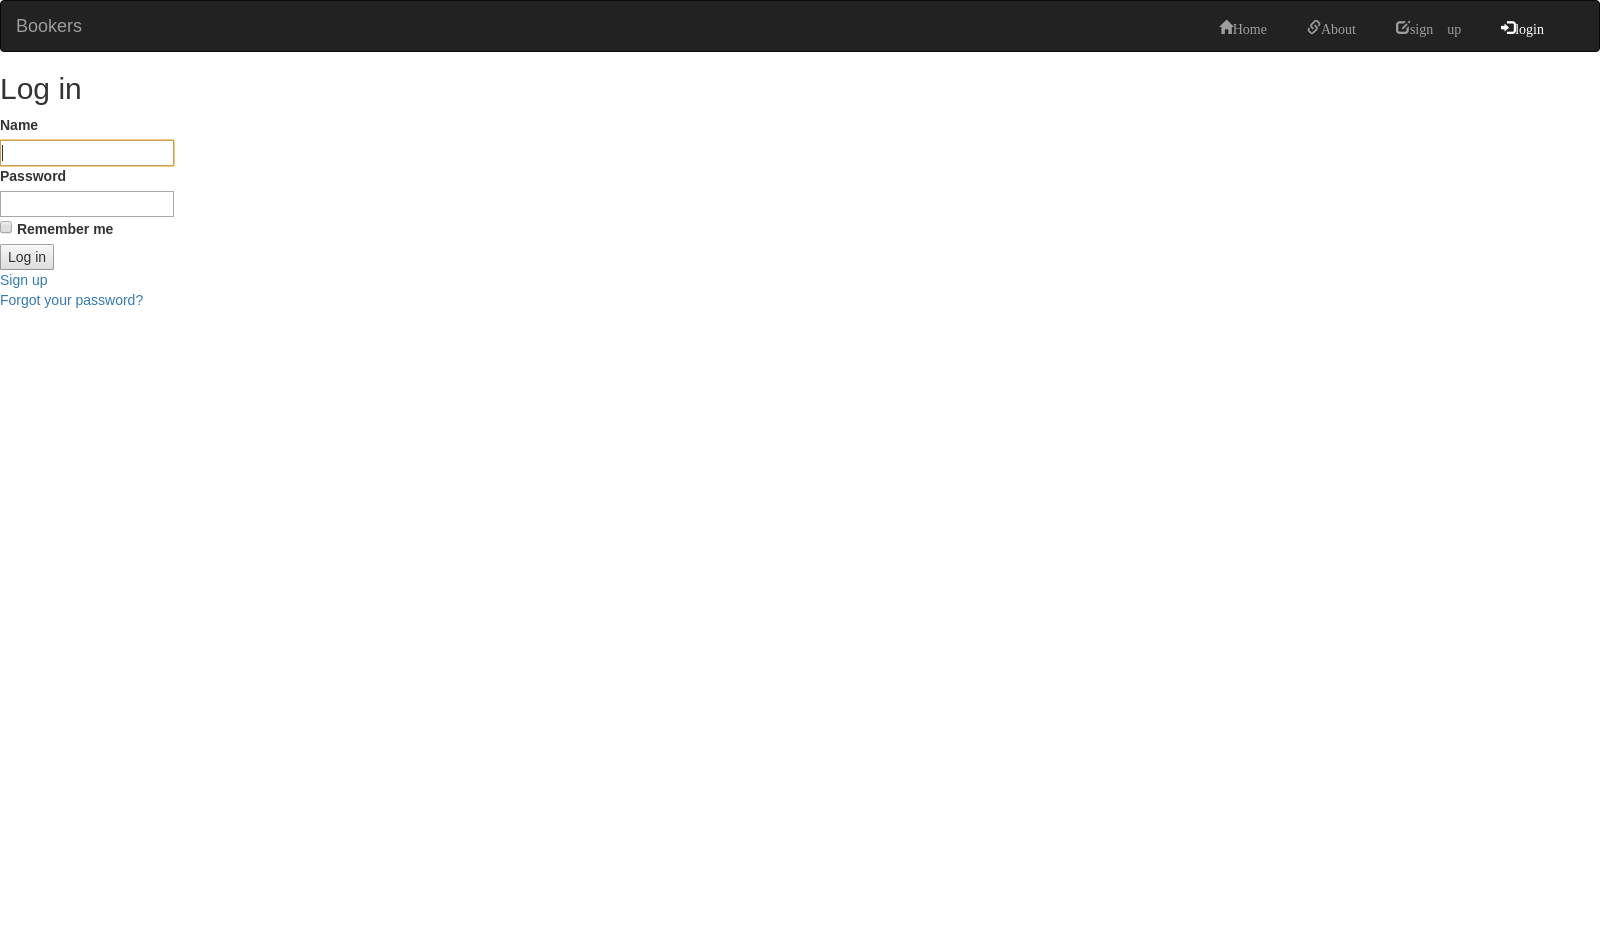 Bookers
Home About sign up login
Log in
Name
Password
Remember me
Log in
Sign up
Forgot your password?